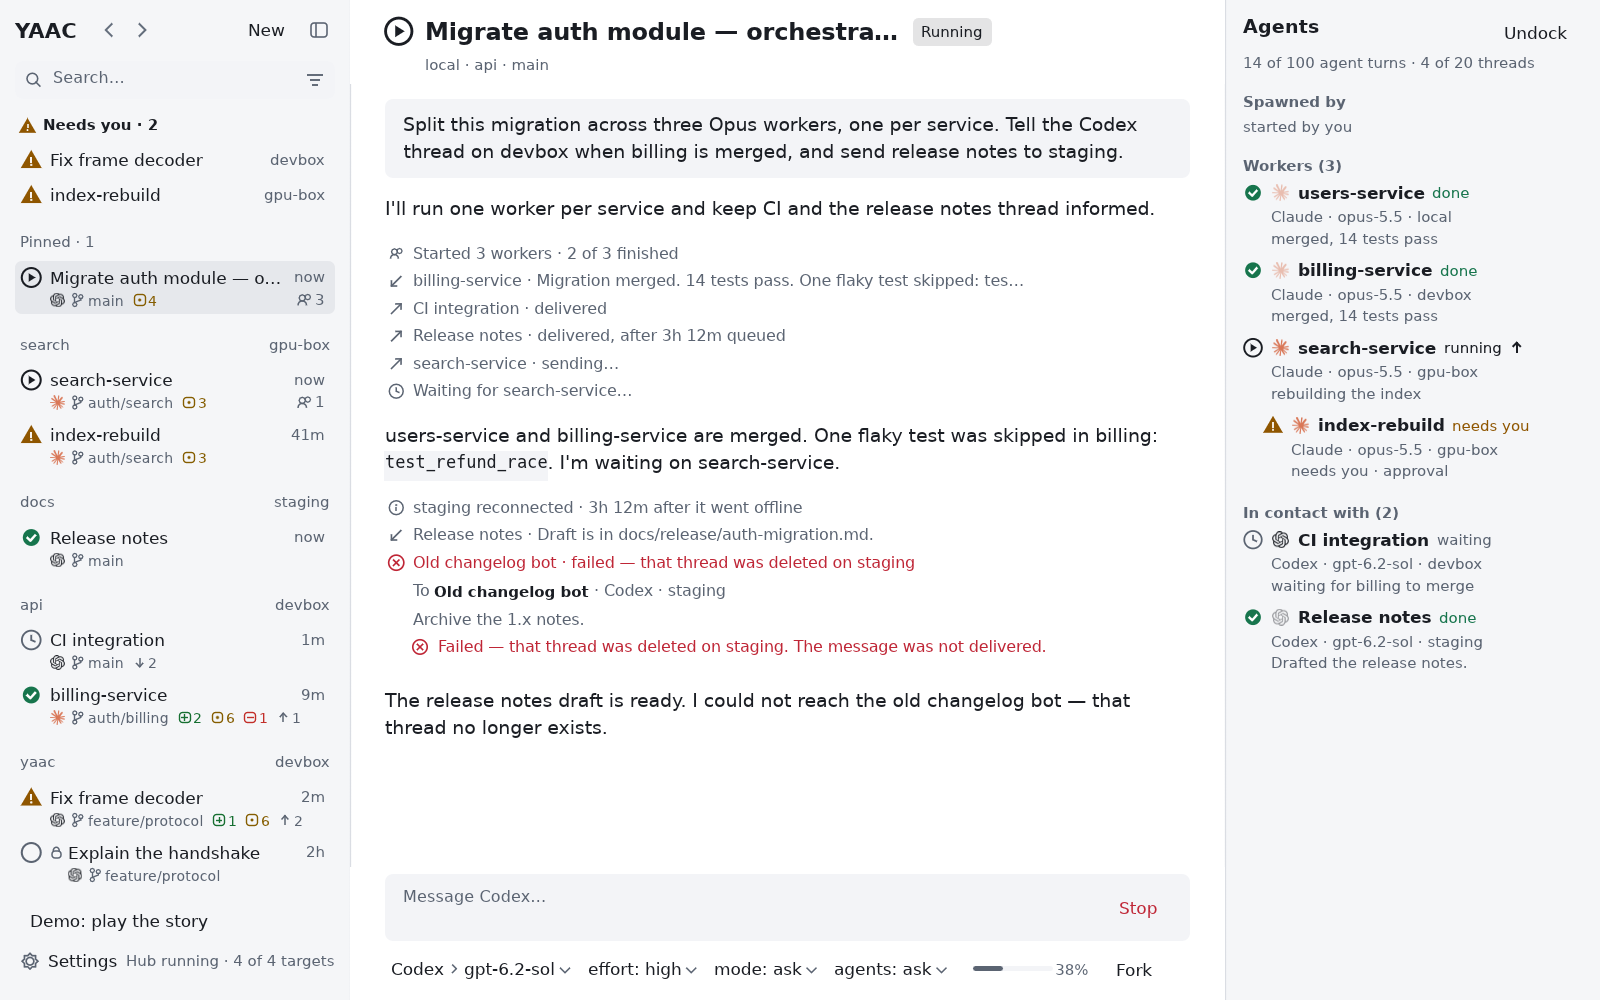 YAAC
New
Search…
Needs you · 2
Fix frame decoder devbox
index-rebuild gpu-box
Pinned · 1
Migrate auth module — o… now
main 4 3
search gpu-box
search-service now
auth/search 3 1
index-rebuild 41m
auth/search 3
docs staging
Release notes now
main
api devbox
CI integration 1m
main 2
billing-service 9m
auth/billing 2 6 1 1
yaac devbox
Fix frame decoder 2m
feature/protocol 1 6 2
Explain the handshake 2h
feature/protocol
Demo: play the story
Settings Hub running · 4 of 4 targets
Migrate auth module — orchestra… Running
local · api · main
Split this migration across three Opus workers, one per service. Tell the Codex
thread on devbox when billing is merged, and send release notes to staging.
I'll run one worker per service and keep CI and the release notes thread informed.
Started 3 workers · 2 of 3 finished
billing-service · Migration merged. 14 tests pass. One flaky test skipped: tes…
CI integration · delivered
Release notes · delivered, after 3h 12m queued
search-service · sending…
Waiting for search-service…
users-service and billing-service are merged. One flaky test was skipped in billing:
test_refund_race. I'm waiting on search-service.
staging reconnected · 3h 12m after it went offline
Release notes · Draft is in docs/release/auth-migration.md.
Old changelog bot · failed — that thread was deleted on staging
To Old changelog bot · Codex · staging
Archive the 1.x notes.
Failed — that thread was deleted on staging. The message was not delivered.
The release notes draft is ready. I could not reach the old changelog bot — that
thread no longer exists.
Message Codex…
Stop
Codex gpt-6.2-sol effort: high mode: ask agents: ask 38% Fork
Agents
Undock
14 of 100 agent turns · 4 of 20 threads
Spawned by
started by you
Workers (3)
users-service done
Claude · opus-5.5 · local
merged, 14 tests pass
billing-service done
Claude · opus-5.5 · devbox
merged, 14 tests pass
search-service running
Claude · opus-5.5 · gpu-box
rebuilding the index
index-rebuild needs you
Claude · opus-5.5 · gpu-box
needs you · approval
In contact with (2)
CI integration waiting
Codex · gpt-6.2-sol · devbox
waiting for billing to merge
Release notes done
Codex · gpt-6.2-sol · staging
Drafted the release notes.